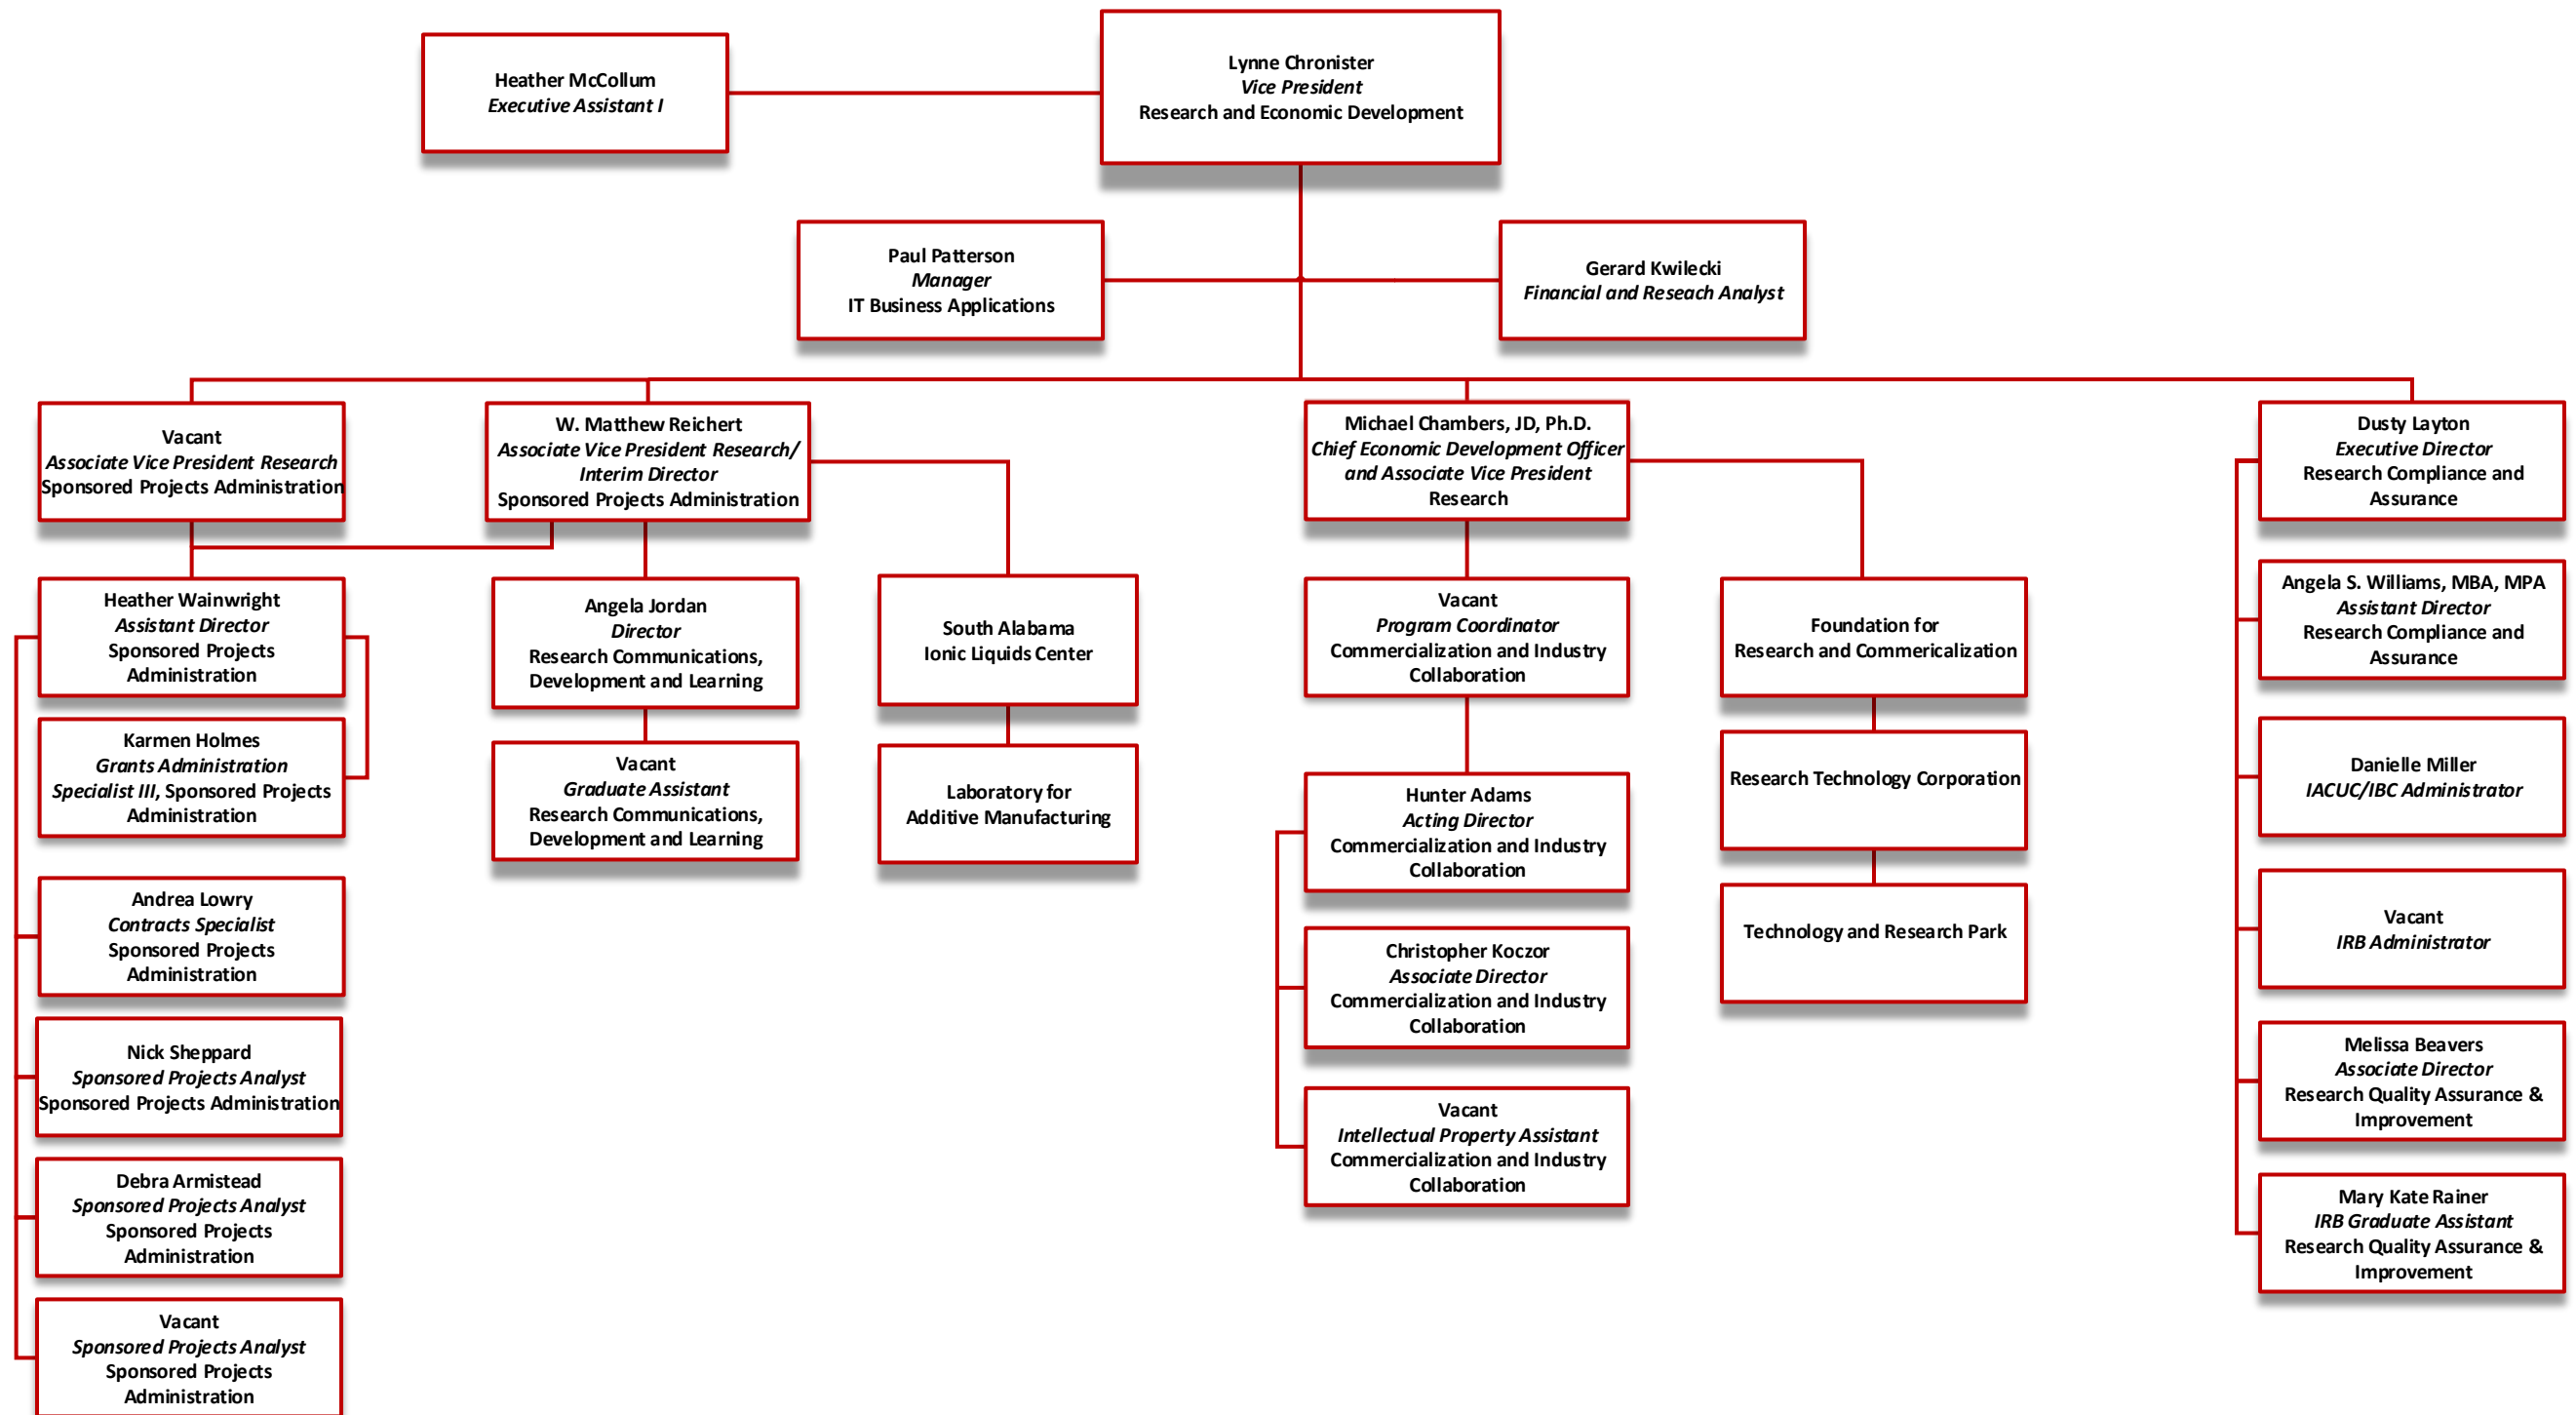 Heather McCollum
Executive Assistant I
Lynne Chronister
Vice President
Research and Economic Development
Paul Patterson
Manager
IT Business Applications
Gerard Kwilecki
Financial and Reseach Analyst
Vacant
Associate Vice President Research
Sponsored Projects Administration
W. Matthew Reichert
Associate Vice President Research/
Interim Director
Sponsored Projects Administration
Michael Chambers, JD, Ph.D.
Chief Economic Development Officer
and Associate Vice President
Research
Dusty Layton
Executive Director
Research Compliance and
Assurance
Heather Wainwright
Assistant Director
Sponsored Projects
Administration
Karmen Holmes
Grants Administration
Specialist III, Sponsored Projects
Administration
Andrea Lowry
Contracts Specialist
Sponsored Projects
Administration
Nick Sheppard
Sponsored Projects Analyst
Sponsored Projects Administration
Debra Armistead
Sponsored Projects Analyst
Sponsored Projects
Administration
Vacant
Sponsored Projects Analyst
Sponsored Projects
Administration
Angela Jordan
Director
Research Communications,
Development and Learning
Vacant
Graduate Assistant
Research Communications,
Development and Learning
South Alabama
Ionic Liquids Center
Laboratory for
Additive Manufacturing
Vacant
Program Coordinator
Commercialization and Industry
Collaboration
Hunter Adams
Acting Director
Commercialization and Industry
Collaboration
Christopher Koczor
Associate Director
Commercialization and Industry
Collaboration
Vacant
Intellectual Property Assistant
Commercialization and Industry
Collaboration
Foundation for
Research and Commericalization
Research Technology Corporation
Technology and Research Park
Angela S. Williams, MBA, MPA
Assistant Director
Research Compliance and
Assurance
Danielle Miller
IACUC/IBC Administrator
Vacant
IRB Administrator
Melissa Beavers
Associate Director
Research Quality Assurance &
Improvement
Mary Kate Rainer
IRB Graduate Assistant
Research Quality Assurance &
Improvement